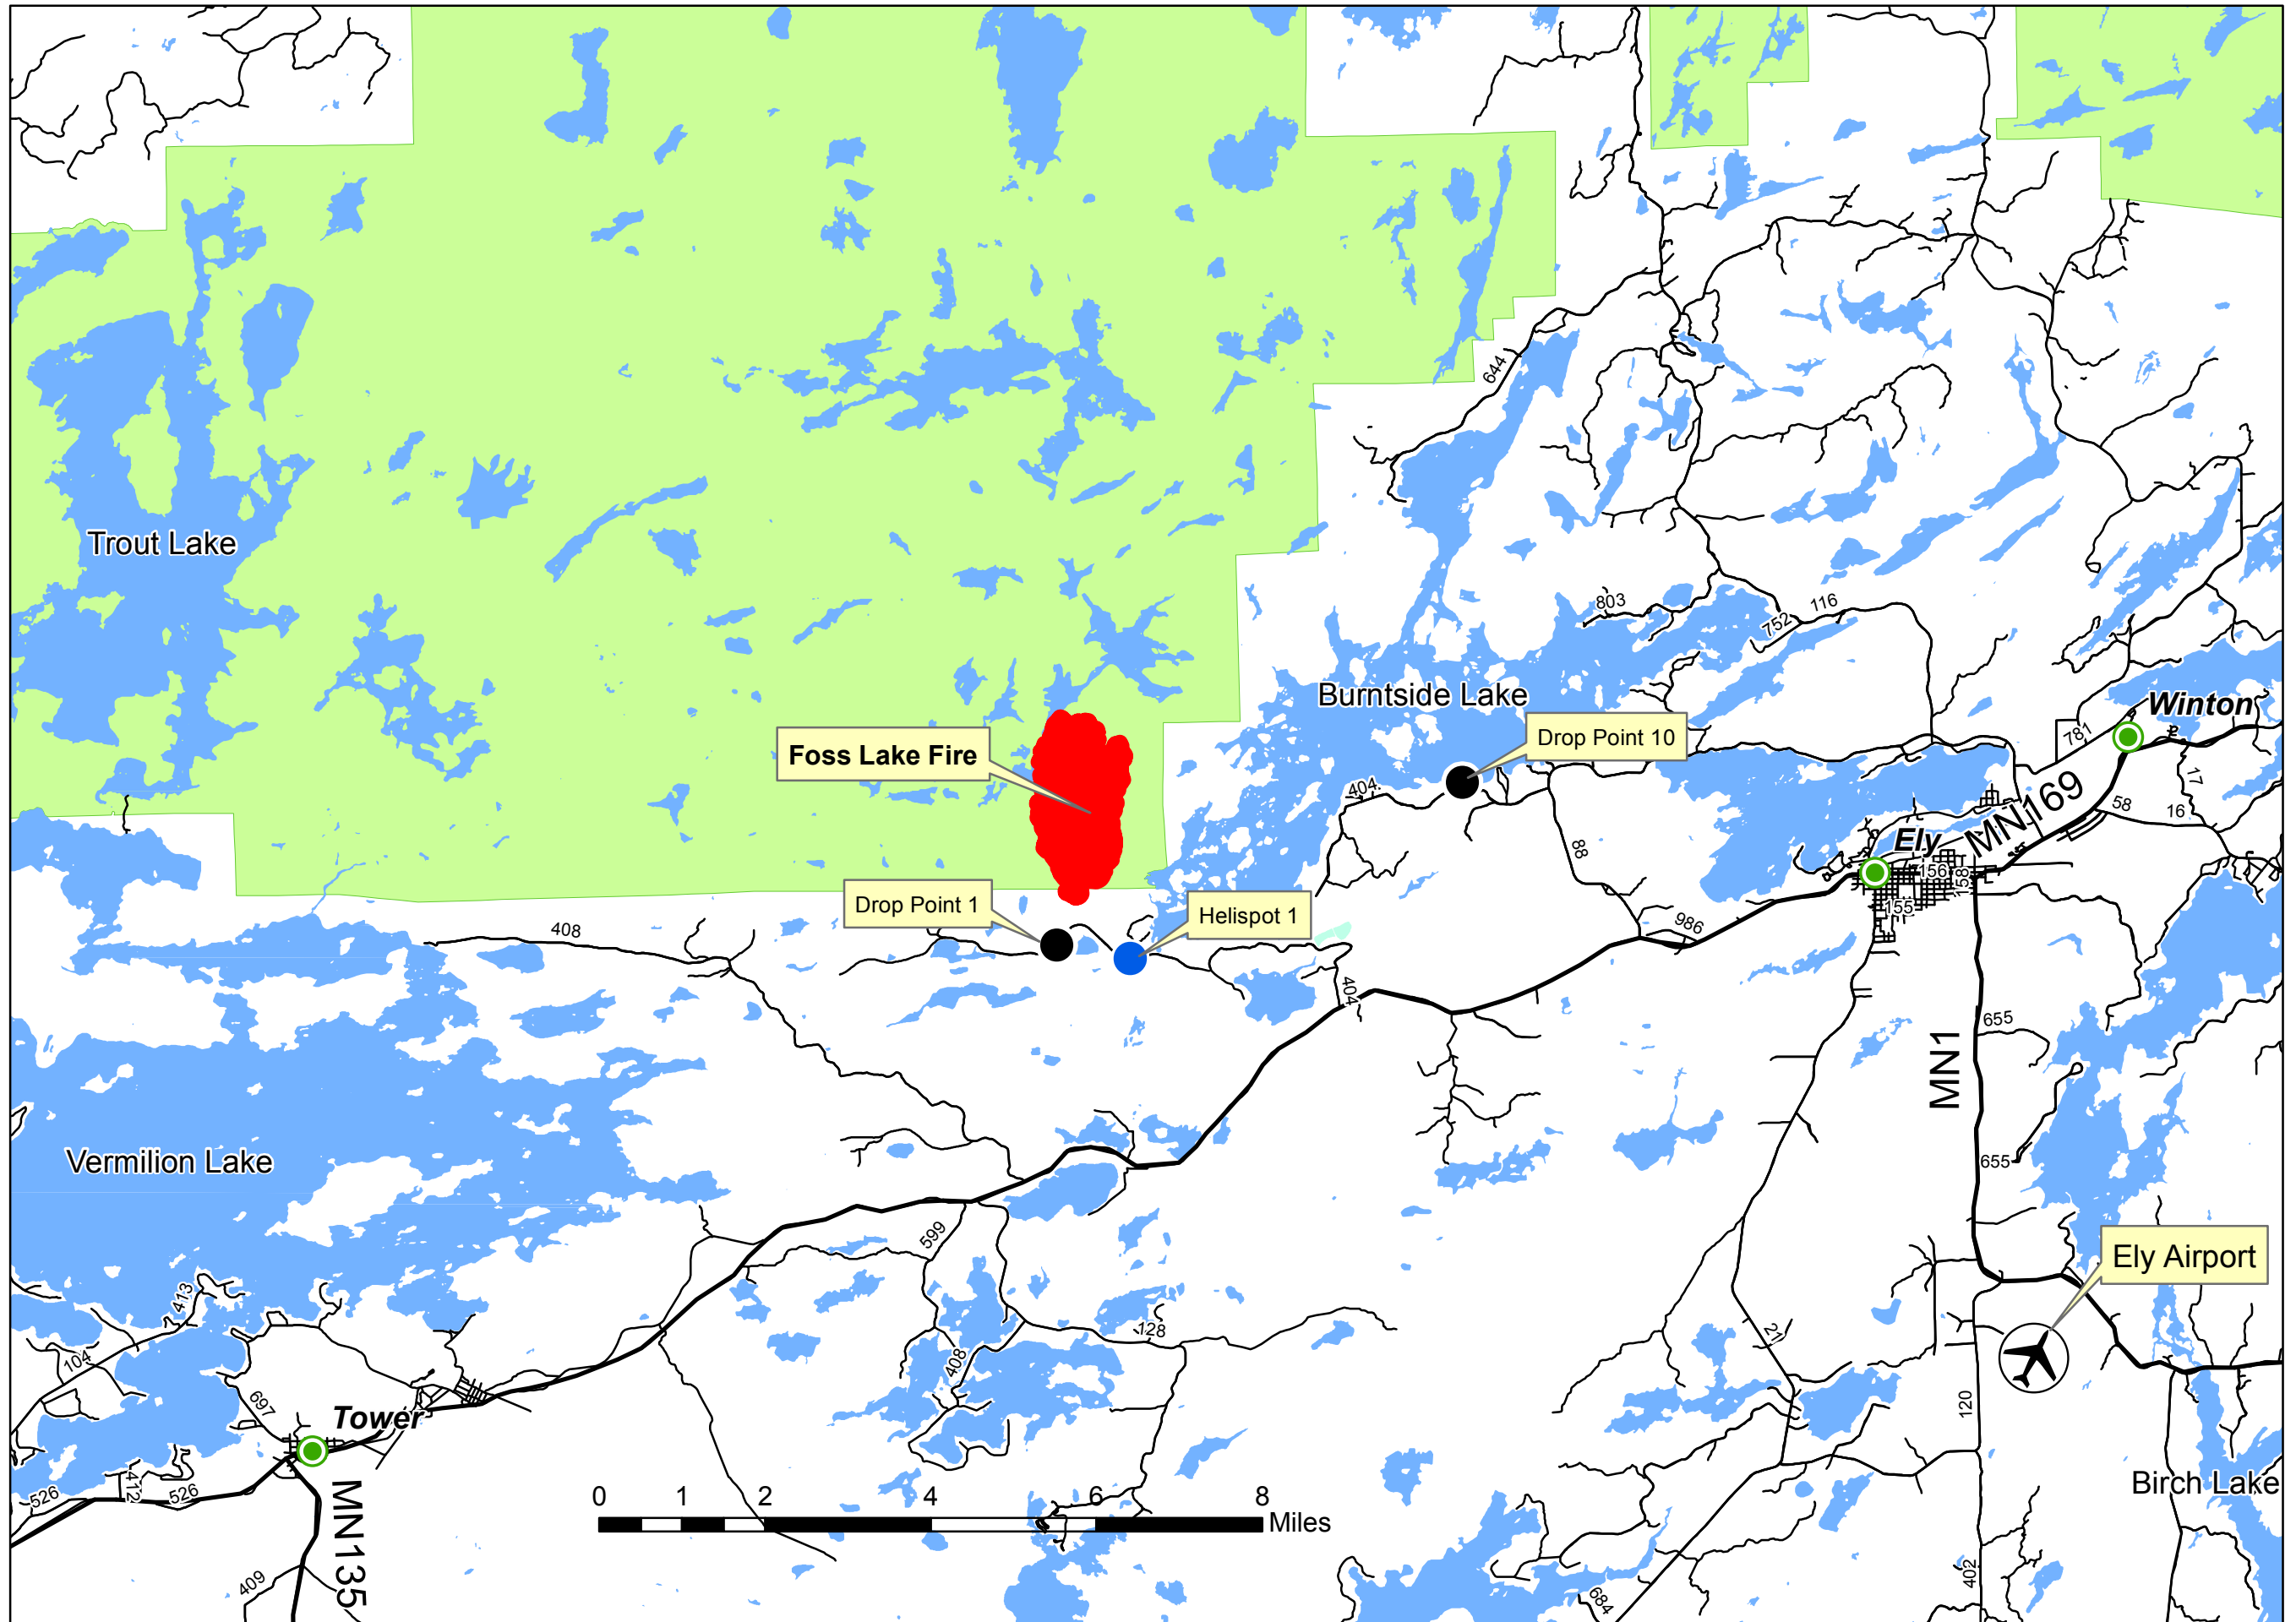 644
Trout Lake
803
116
752
Burntside Lake
Winton
Foss Lake Fire
Drop Point 10
781
404
17
MN169
58
16
88
Ely
156
158
155
Drop Point 1
Helispot 1
986
408
404
655
MN1
Vermilion Lake
655
599
Ely Airport
413
128
21
104
408
697
120
Tower
Birch Lake
412
526
526
0 1 2 4 6 8
Miles
MN135
409
402
684